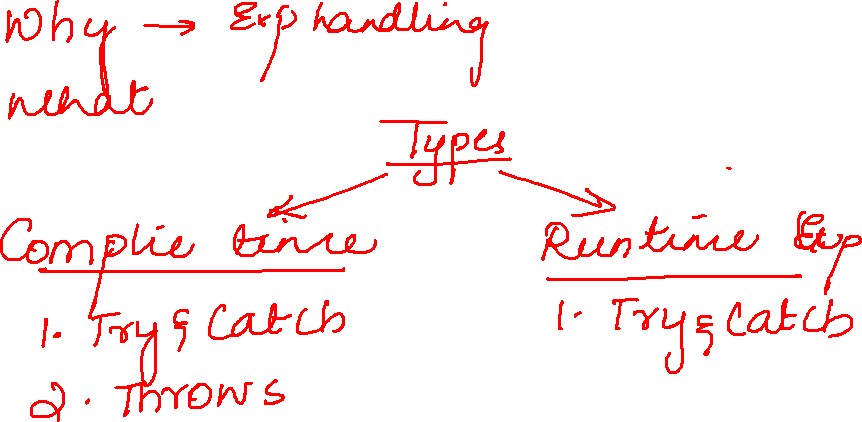 Why → Exp handling
what
Types
Complie time
1. Try & Catch
2. Throws
Runtime Exp
1. Try & Catch